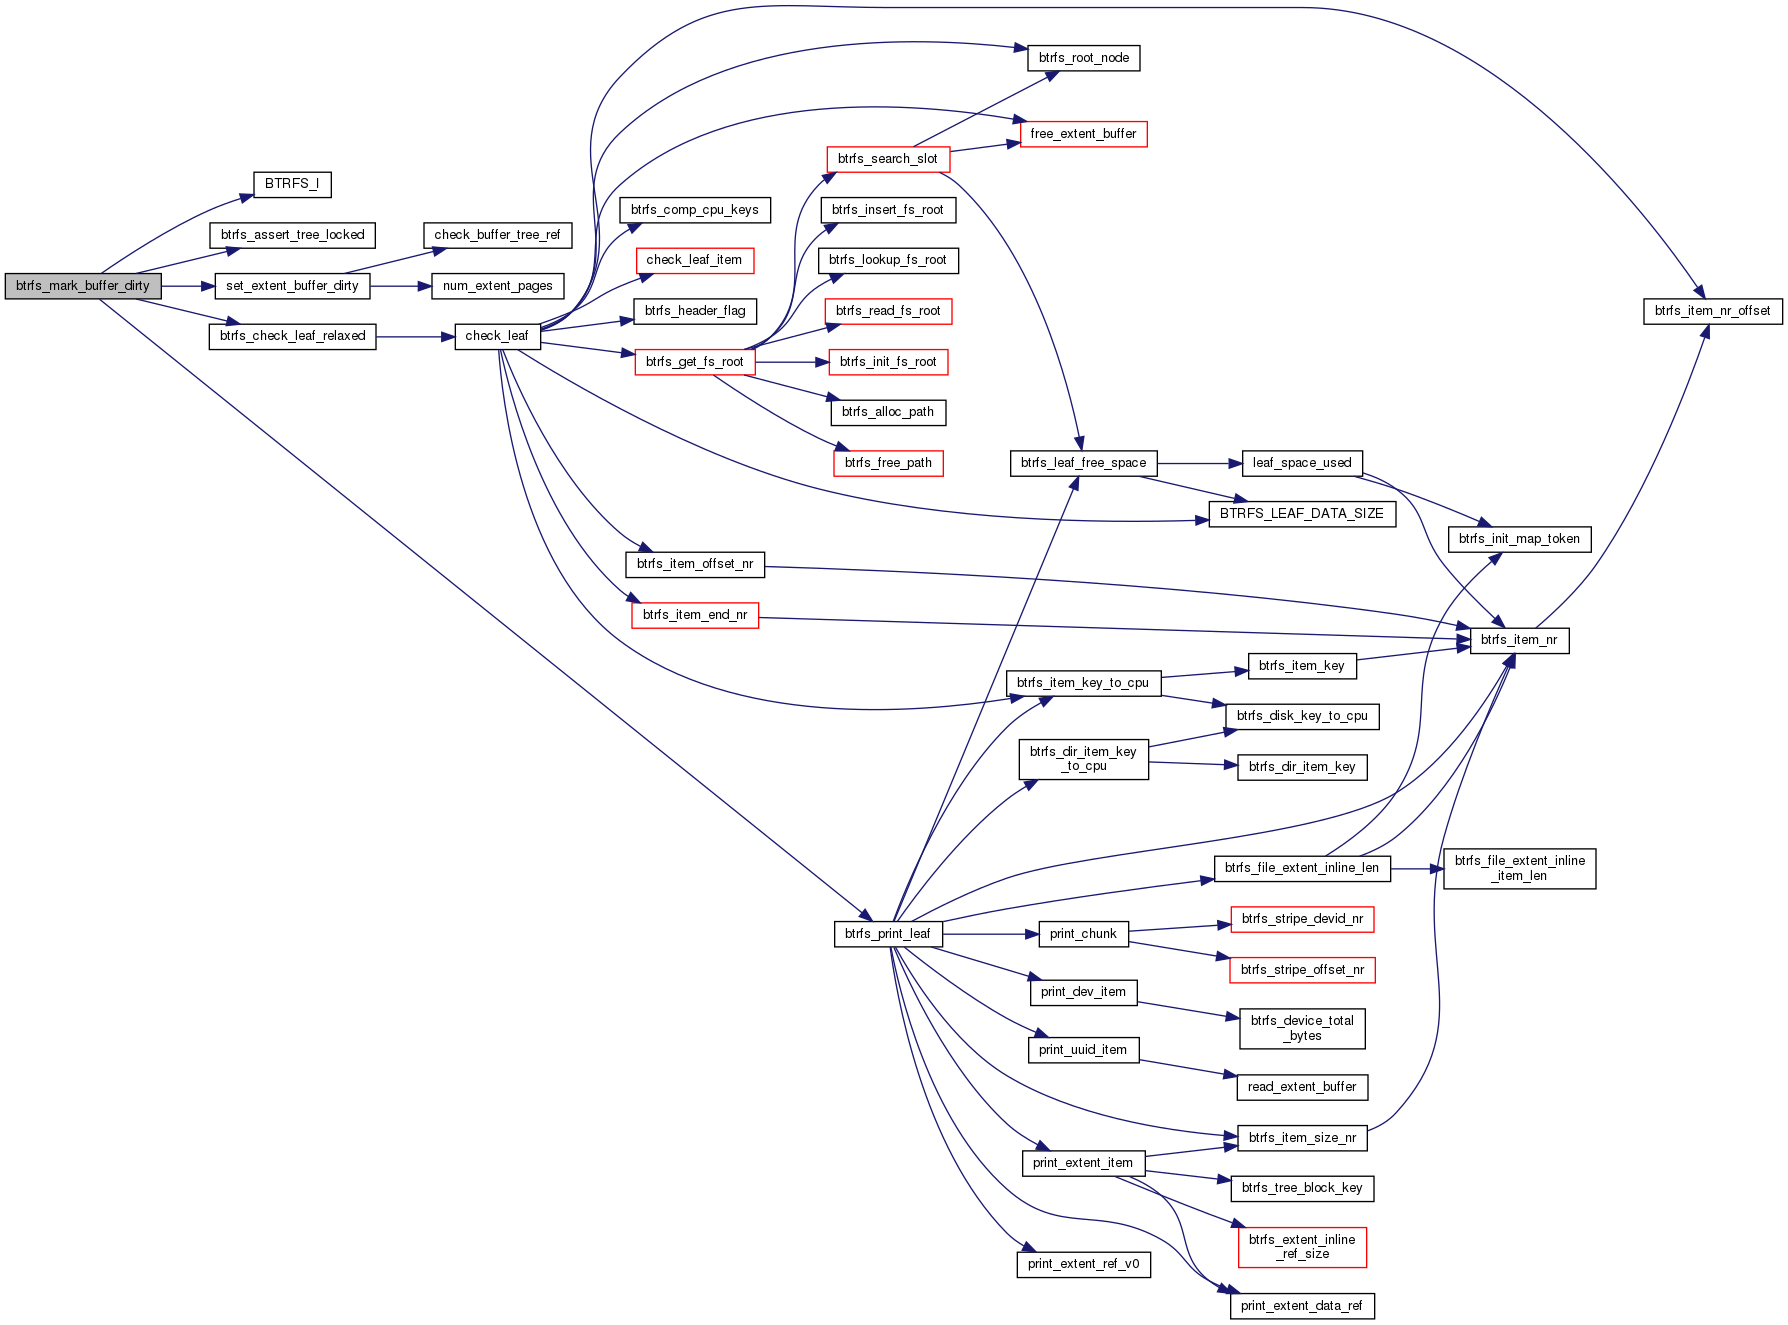 btrfs_mark_buffer_dirty
BTRFS_I
btrfs_assert_tree_locked
set_extent_buffer_dirty
btrfs_check_leaf_relaxed
check_buffer_tree_ref
num_extent_pages
check_leaf
btrfs_comp_cpu_keys
check_leaf_item
btrfs_header_flag
btrfs_get_fs_root
btrfs_item_offset_nr
btrfs_item_end_nr
btrfs_search_slot
btrfs_insert_fs_root
btrfs_lookup_fs_root
btrfs_read_fs_root
btrfs_init_fs_root
btrfs_alloc_path
btrfs_free_path
btrfs_print_leaf
btrfs_root_node
free_extent_buffer
btrfs_leaf_free_space
btrfs_item_key_to_cpu
btrfs_dir_item_key
_to_cpu
print_chunk
print_dev_item
print_uuid_item
print_extent_item
print_extent_ref_v0
leaf_space_used
BTRFS_LEAF_DATA_SIZE
btrfs_item_key
btrfs_disk_key_to_cpu
btrfs_dir_item_key
btrfs_file_extent_inline_len
btrfs_stripe_devid_nr
btrfs_stripe_offset_nr
btrfs_device_total
_bytes
read_extent_buffer
btrfs_item_size_nr
btrfs_tree_block_key
btrfs_extent_inline
_ref_size
print_extent_data_ref
btrfs_init_map_token
btrfs_item_nr
btrfs_file_extent_inline
_item_len
btrfs_item_nr_offset